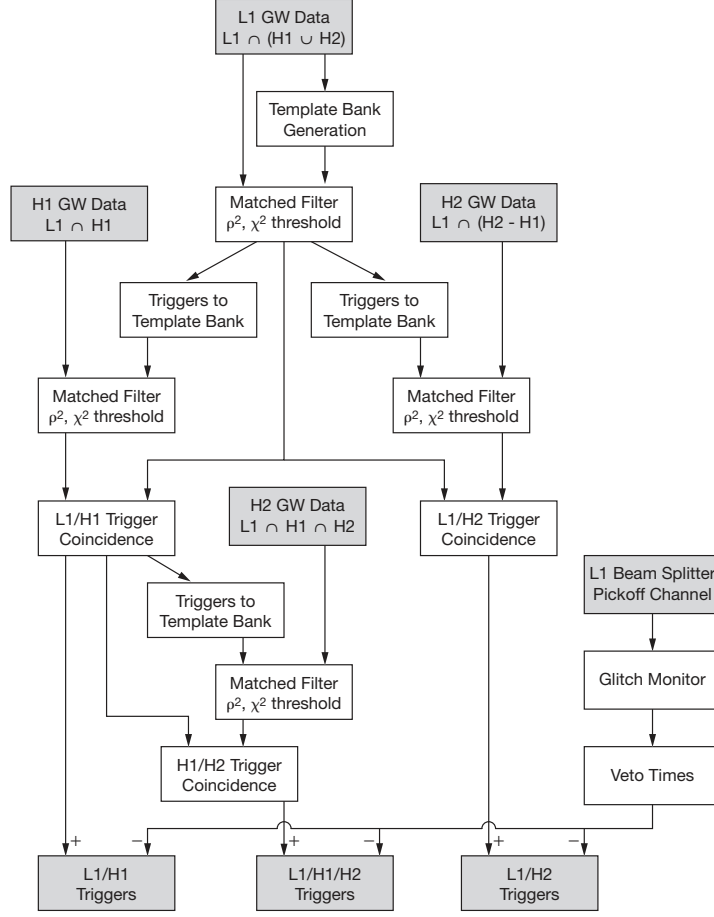 L1 GW Data
L1 ∩ (H1 ∪ H2)
Template Bank
Generation
H1 GW Data
L1 ∩ H1
Matched Filter
ρ², χ² threshold
H2 GW Data
L1 ∩ (H2 - H1)
Triggers to
Template Bank
Triggers to
Template Bank
Matched Filter
ρ², χ² threshold
Matched Filter
ρ², χ² threshold
L1/H1 Trigger
Coincidence
H2 GW Data
L1 ∩ H1 ∩ H2
L1/H2 Trigger
Coincidence
L1 Beam Splitter
Pickoff Channel
Triggers to
Template Bank
Glitch Monitor
Matched Filter
ρ², χ² threshold
H1/H2 Trigger
Coincidence
Veto Times
+ − + − + −
L1/H1
Triggers
L1/H1/H2
Triggers
L1/H2
Triggers